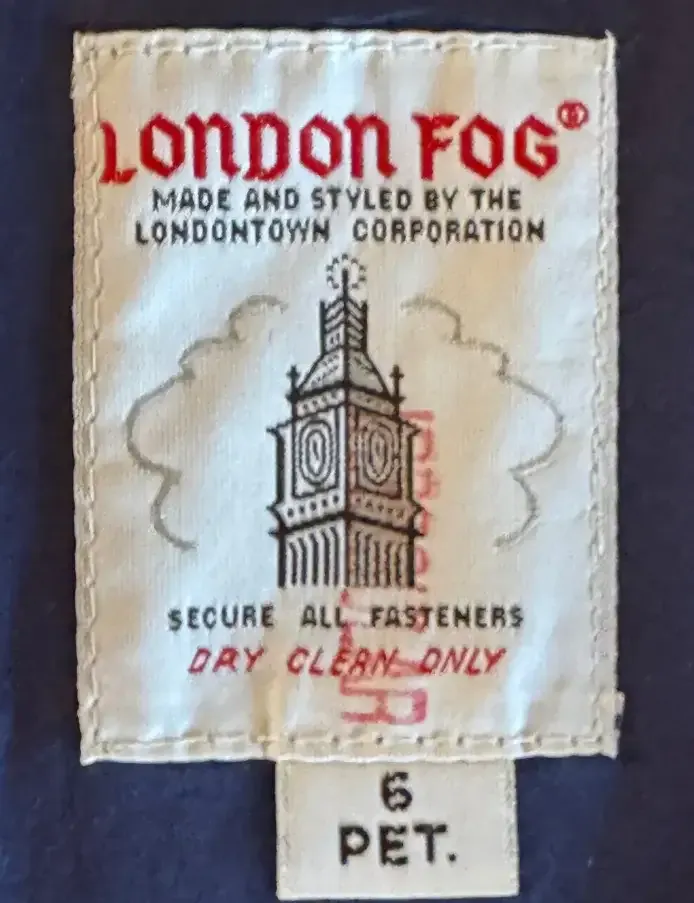 LONDON FOG®
MADE AND STYLED BY THE
LONDONTOWN CORPORATION
SECURE ALL FASTENERS
DRY CLEAN ONLY
6
PET.